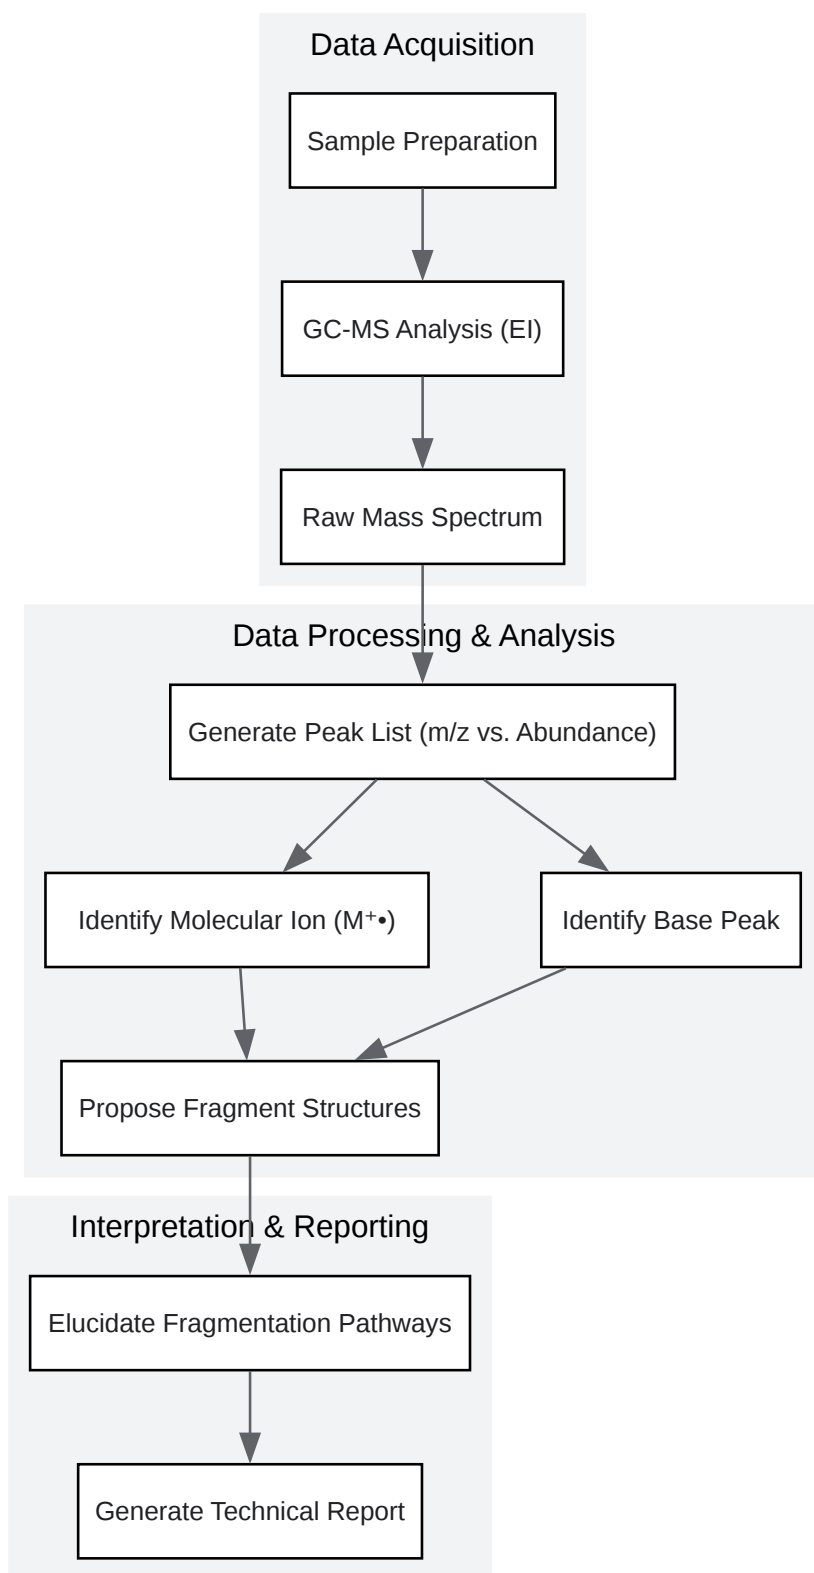 Data Acquisition
Sample Preparation
GC-MS Analysis (EI)
Raw Mass Spectrum
Data Processing & Analysis
Generate Peak List (m/z vs. Abundance)
Identify Molecular Ion (M⁺•)
Identify Base Peak
Propose Fragment Structures
Interpretation & Reporting
Elucidate Fragmentation Pathways
Generate Technical Report